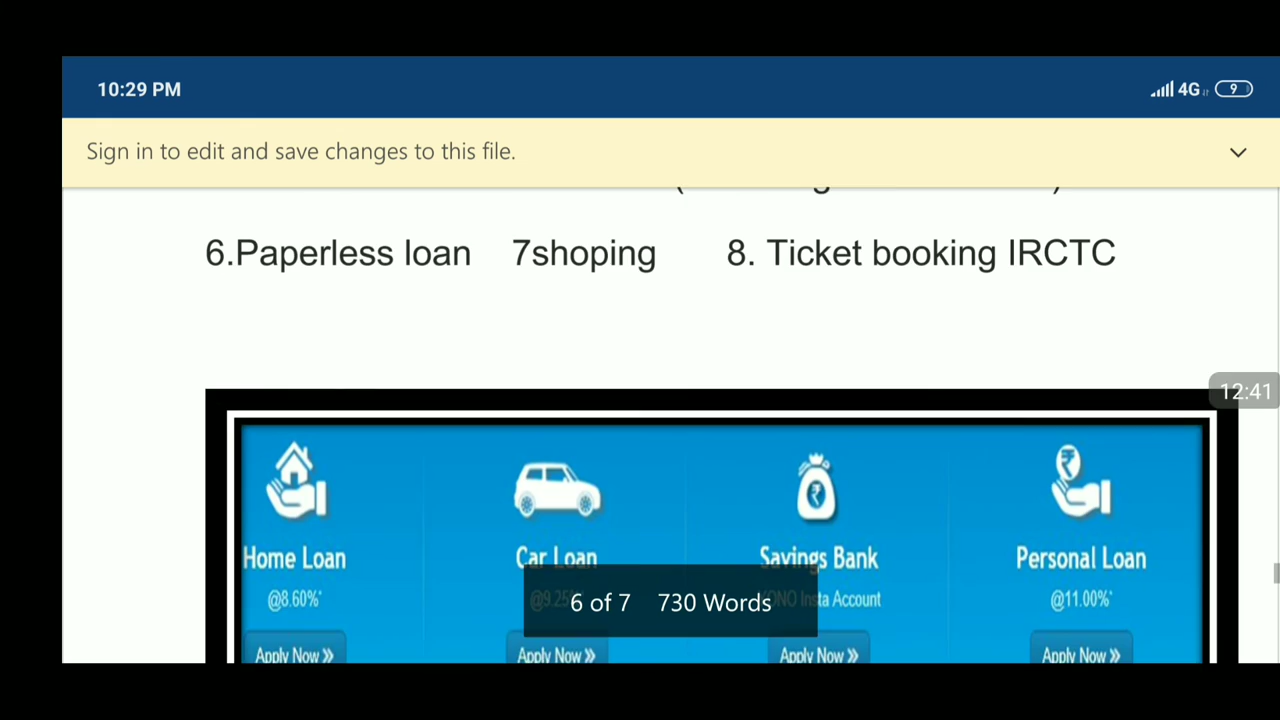 10:29 PM 4G 9
Sign in to edit and save changes to this file.
6.Paperless loan 7shoping 8. Ticket booking IRCTC
12:41
Home Loan Car Loan Savings Bank Personal Loan
@8.60%* @9.25% Insta Account @11.00%*
6 of 7 730 Words
Apply Now » Apply Now » Apply Now » Apply Now »